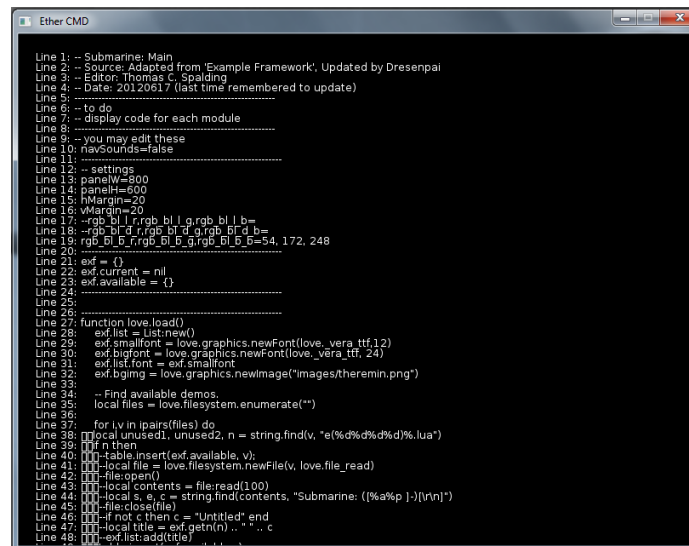 Ether CMD
Line 1: -- Submarine: Main
Line 2: -- Source: Adapted from 'Example Framework', Updated by Dresenpai
Line 3: -- Editor: Thomas C. Spalding
Line 4: -- Date: 20120617 (last time remembered to update)
Line 5: -----------------------------------------------------------
Line 6: -- to do
Line 7: -- display code for each module
Line 8: -----------------------------------------------------------
Line 9: -- you may edit these
Line 10: navSounds=false
Line 11: -----------------------------------------------------------
Line 12: -- settings
Line 13: panelW=800
Line 14: panelH=600
Line 15: hMargin=20
Line 16: vMargin=20
Line 17: --rgb_bl_l_r,rgb_bl_l_g,rgb_bl_l_b=
Line 18: --rgb_bl_d_r,rgb_bl_d_g,rgb_bl_d_b=
Line 19: rgb_bl_b_r,rgb_bl_b_g,rgb_bl_b_b=54, 172, 248
Line 20: -----------------------------------------------------------
Line 21: exf = {}
Line 22: exf.current = nil
Line 23: exf.available = {}
Line 24: -----------------------------------------------------------
Line 25:
Line 26: -----------------------------------------------------------
Line 27: function love.load()
Line 28: exf.list = List:new()
Line 29: exf.smallfont = love.graphics.newFont(love._vera_ttf,12)
Line 30: exf.bigfont = love.graphics.newFont(love._vera_ttf, 24)
Line 31: exf.list.font = exf.smallfont
Line 32: exf.bgimg = love.graphics.newImage("images/theremin.png")
Line 33:
Line 34: -- Find available demos.
Line 35: local files = love.filesystem.enumerate("")
Line 36:
Line 37: for i,v in ipairs(files) do
Line 38: local unused1, unused2, n = string.find(v, "e(%d%d%d%d)%.lua")
Line 39: if n then
Line 40: --table.insert(exf.available, v);
Line 41: --local file = love.filesystem.newFile(v, love.file_read)
Line 42: --file:open()
Line 43: --local contents = file:read(100)
Line 44: --local s, e, c = string.find(contents, "Submarine: ([%a%p ]-)[\r\n]")
Line 45: --file:close(file)
Line 46: --if not c then c = "Untitled" end
Line 47: --local title = exf.getn(n) .. " " .. c
Line 48: --exf.list:add(title)